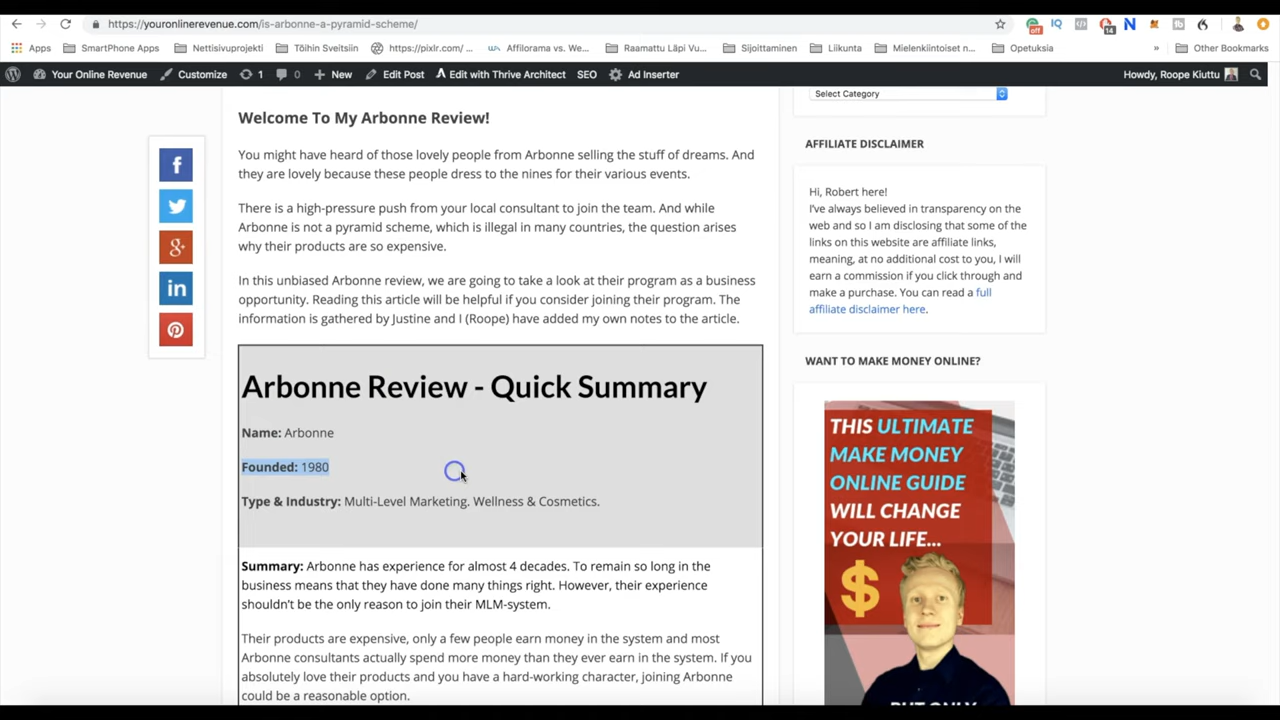 https://youronlinerevenue.com/is-arbonne-a-pyramid-scheme/
off
IQ
14
N
tb
Apps
SmartPhone Apps
Nettisivuprojekti
Töihin Sveitsiin
https://pixlr.com/ ...
Affilorama vs. We...
Raamattu Läpi Vu...
Sijoittaminen
Liikunta
Mielenkiintoiset n...
Opetuksia
»
Other Bookmarks
Your Online Revenue
Customize
1
0
New
Edit Post
Edit with Thrive Architect
SEO
Ad Inserter
Howdy, Roope Kiuttu
Welcome To My Arbonne Review!
You might have heard of those lovely people from Arbonne selling the stuff of dreams. And
they are lovely because these people dress to the nines for their various events.
There is a high-pressure push from your local consultant to join the team. And while
Arbonne is not a pyramid scheme, which is illegal in many countries, the question arises
why their products are so expensive.
In this unbiased Arbonne review, we are going to take a look at their program as a business
opportunity. Reading this article will be helpful if you consider joining their program. The
information is gathered by Justine and I (Roope) have added my own notes to the article.
Arbonne Review - Quick Summary
Name: Arbonne
Founded: 1980
Type & Industry: Multi-Level Marketing. Wellness & Cosmetics.
Summary: Arbonne has experience for almost 4 decades. To remain so long in the
business means that they have done many things right. However, their experience
shouldn't be the only reason to join their MLM-system.
Their products are expensive, only a few people earn money in the system and most
Arbonne consultants actually spend more money than they ever earn in the system. If you
absolutely love their products and you have a hard-working character, joining Arbonne
could be a reasonable option.
Select Category
AFFILIATE DISCLAIMER
Hi, Robert here!
I've always believed in transparency on the
web and so I am disclosing that some of the
links on this website are affiliate links,
meaning, at no additional cost to you, I will
earn a commission if you click through and
make a purchase. You can read a full
affiliate disclaimer here.
WANT TO MAKE MONEY ONLINE?
THIS ULTIMATE
MAKE MONEY
ONLINE GUIDE
WILL CHANGE
YOUR LIFE...
$
BUT ONLY